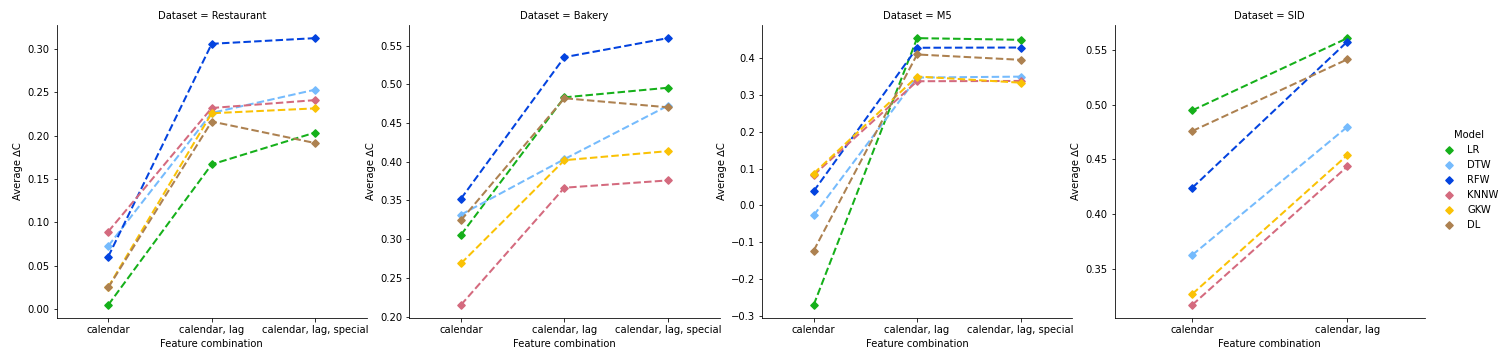 Dataset = Restaurant
Average ΔC
0.30
0.25
0.20
0.15
0.10
0.05
0.00
calendar
calendar, lag
calendar, lag, special
Feature combination
Dataset = Bakery
Average ΔC
0.55
0.50
0.45
0.40
0.35
0.30
0.25
0.20
calendar
calendar, lag
calendar, lag, special
Feature combination
Dataset = M5
Average ΔC
0.4
0.3
0.2
0.1
0.0
−0.1
−0.2
−0.3
calendar
calendar, lag
calendar, lag, special
Feature combination
Dataset = SID
Average ΔC
0.55
0.50
0.45
0.40
0.35
calendar
calendar, lag
Feature combination
Model
LR
DTW
RFW
KNNW
GKW
DL